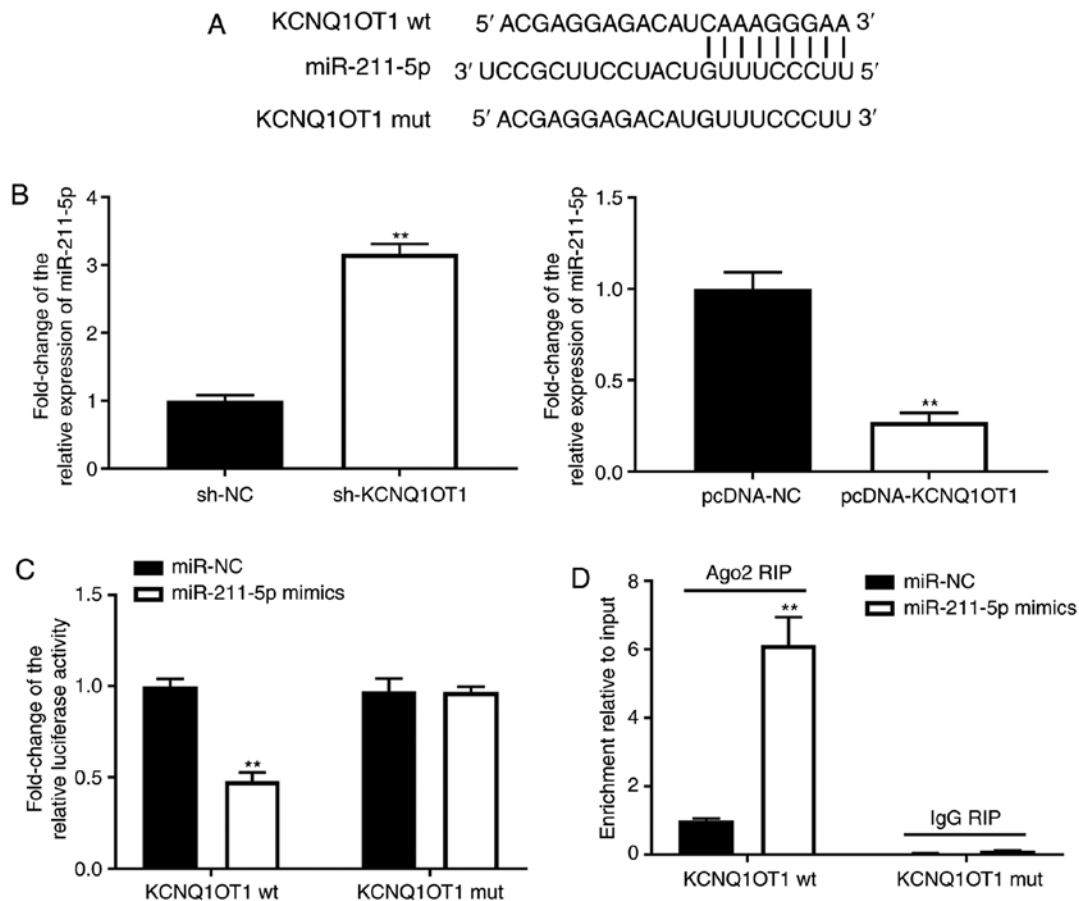 A
KCNQ1OT1 wt 5′ ACGAGGAGACAUCAAAGGGAA 3′
miR-211-5p 3′ UCCGCUUCCUACUGUUUCCCUU 5′
KCNQ1OT1 mut 5′ ACGAGGAGACAUGUUUCCCUU 3′
B
Fold-change of the
relative expression of miR-211-5p
4
3
2
1
0
**
sh-NC sh-KCNQ1OT1
Fold-change of the
relative expression of miR-211-5p
1.5
1.0
0.5
0.0
**
pcDNA-NC pcDNA-KCNQ1OT1
C
miR-NC
miR-211-5p mimics
Fold-change of the
relative luciferase activity
1.5
1.0
0.5
0.0
**
KCNQ1OT1 wt KCNQ1OT1 mut
D
Enrichment relative to input
8
6
4
2
0
Ago2 RIP
**
miR-NC
miR-211-5p mimics
IgG RIP
KCNQ1OT1 wt KCNQ1OT1 mut